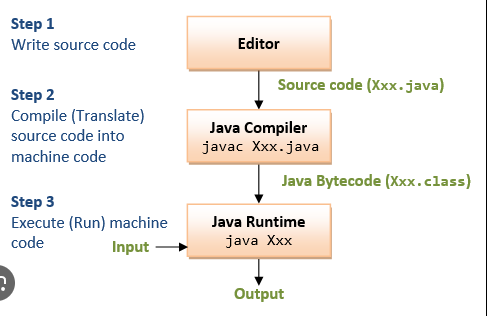 Step 1
Write source code
Editor
Source code (Xxx.java)
Step 2
Compile (Translate)
source code into
machine code
Java Compiler
javac Xxx.java
Java Bytecode (Xxx.class)
Step 3
Execute (Run) machine
code
Java Runtime
java Xxx
Input
Output